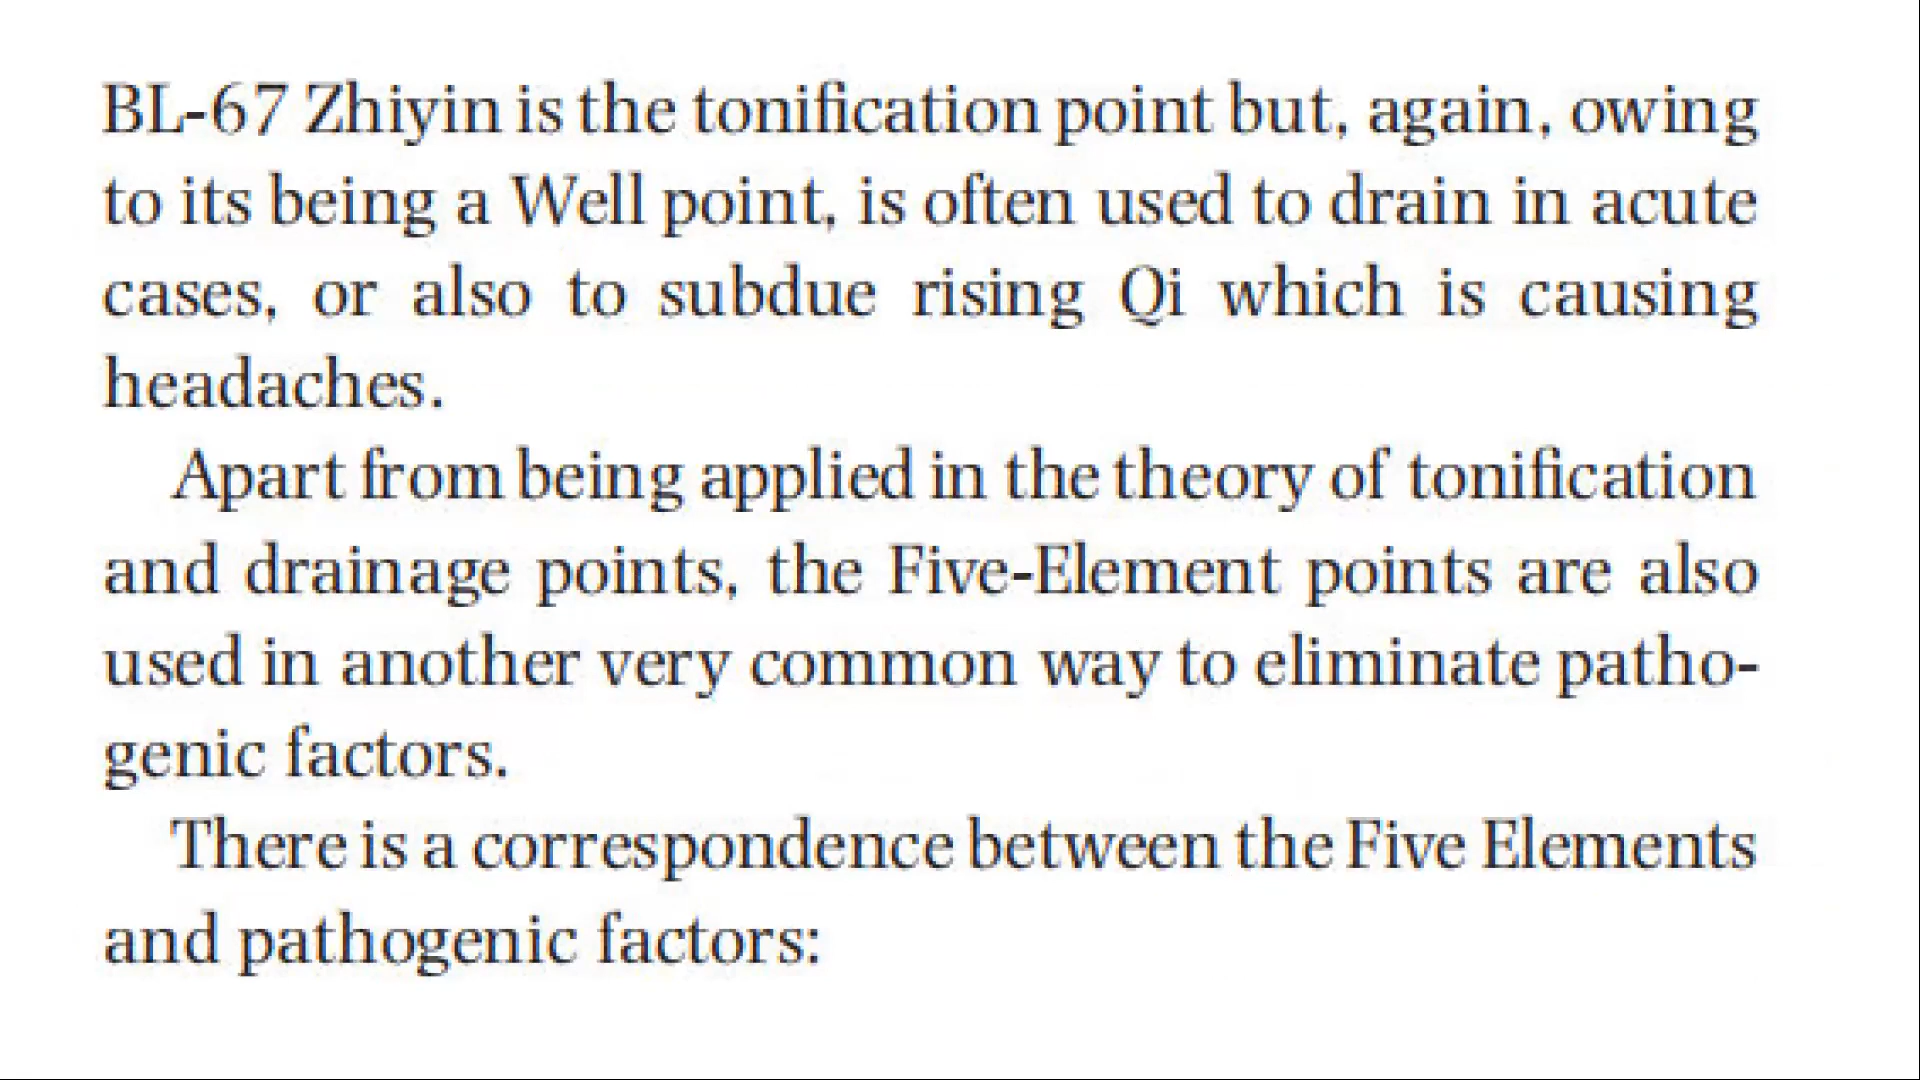 BL-67 Zhiyin is the tonification point but, again, owing
to its being a Well point, is often used to drain in acute
cases, or also to subdue rising Qi which is causing
headaches.
Apart from being applied in the theory of tonification
and drainage points, the Five-Element points are also
used in another very common way to eliminate patho-
genic factors.
There is a correspondence between the Five Elements
and pathogenic factors: